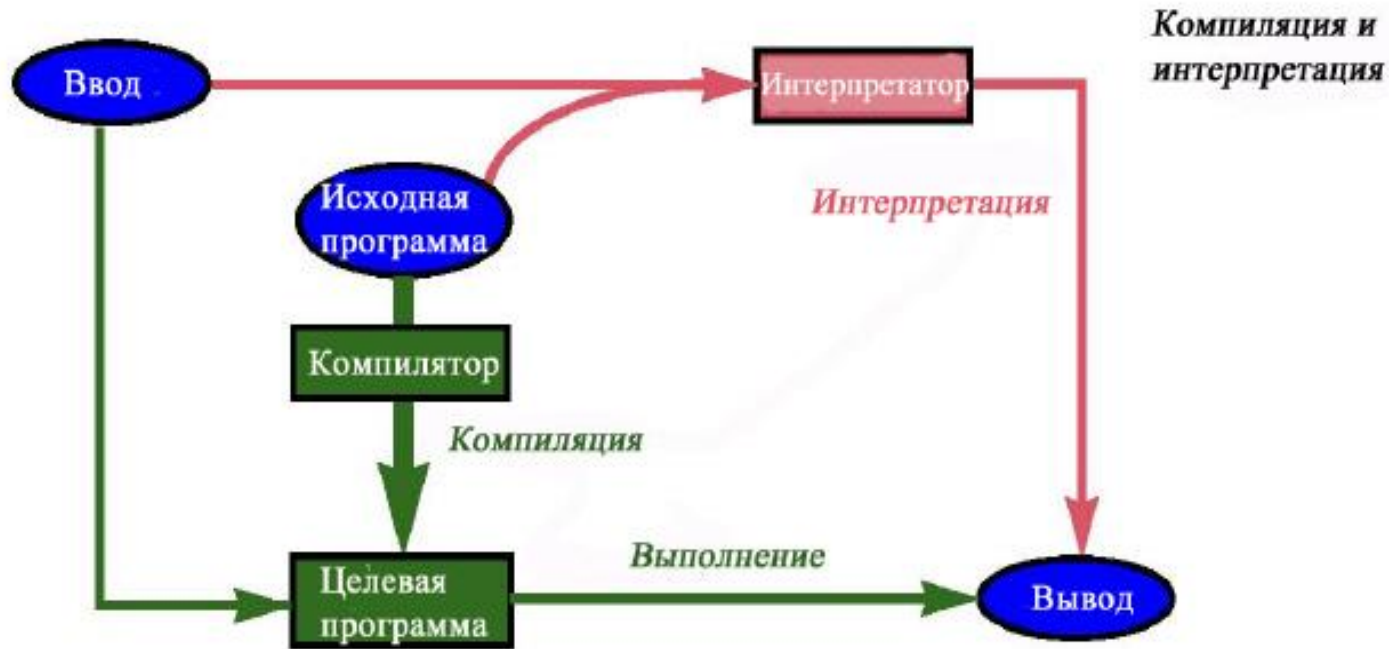 Компиляция и
интерпретация
Ввод
Интерпретатор
Исходная
программа
Интерпретация
Компилятор
Компиляция
Целевая
программа
Выполнение
Вывод